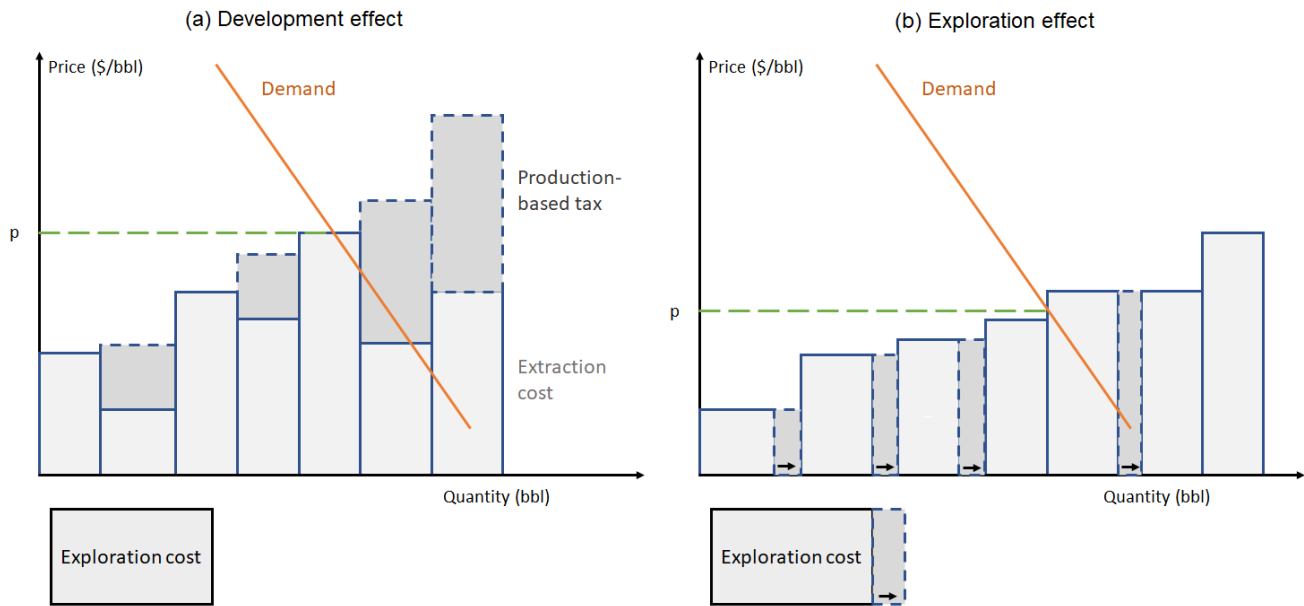 (a) Development effect
Price ($/bbl)
Demand
Production-
based tax
p
Extraction
cost
Quantity (bbl)
Exploration cost
(b) Exploration effect
Price ($/bbl)
Demand
p
Quantity (bbl)
Exploration cost